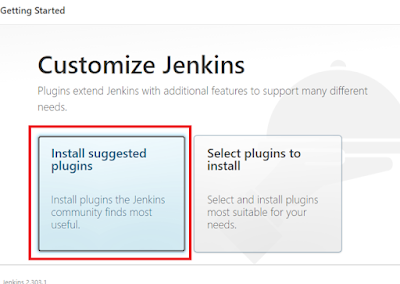 Getting Started
Customize Jenkins
Plugins extend Jenkins with additional features to support many different
needs.
Install suggested
plugins
Install plugins the Jenkins
community finds most
useful.
Select plugins to
install
Select and install plugins
most suitable for your
needs.
Jenkins 2.303.1